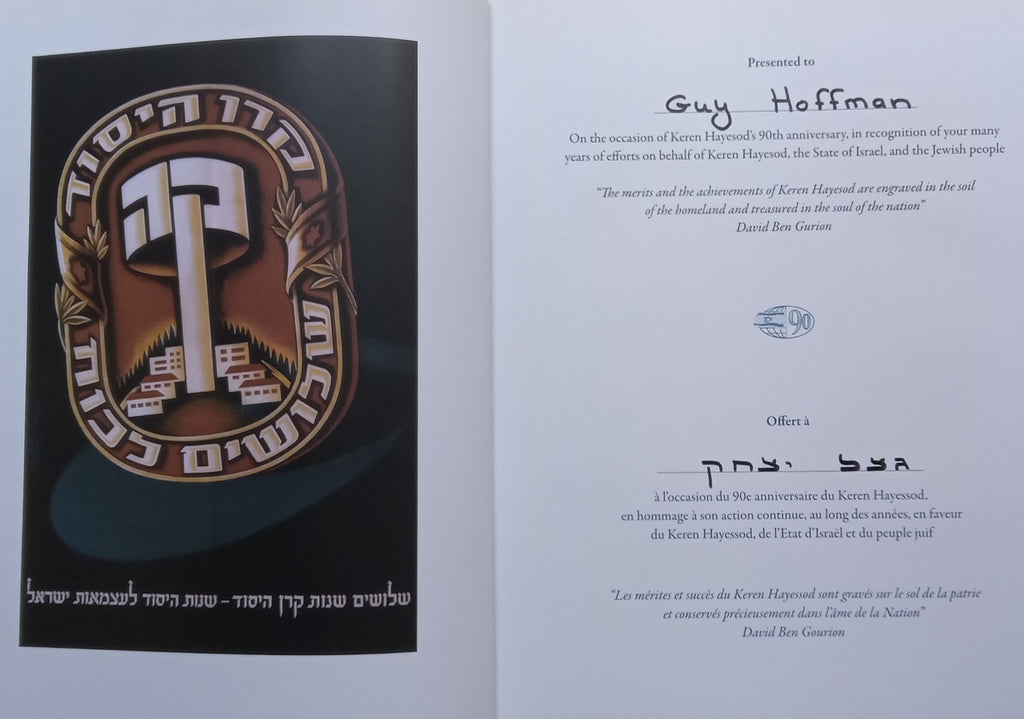 קרן היסוד
קה
שלושים
שלושים שנות קרן היסוד – שנות היסוד לעצמאות ישראל
Presented to
Guy Hoffman
On the occasion of Keren Hayesod's 90th anniversary, in recognition of your many
years of efforts on behalf of Keren Hayesod, the State of Israel, and the Jewish people
“The merits and the achievements of Keren Hayesod are engraved in the soil
of the homeland and treasured in the soul of the nation”
David Ben Gurion
90
Offert à
גצל יצחק
à l'occasion du 90e anniversaire du Keren Hayessod,
en hommage à son action continue, au long des années, en faveur
du Keren Hayessod, de l'Etat d'Israël et du peuple juif
“Les mérites et succès du Keren Hayessod sont gravés sur le sol de la patrie
et conservés précieusement dans l'âme de la Nation”
David Ben Gourion